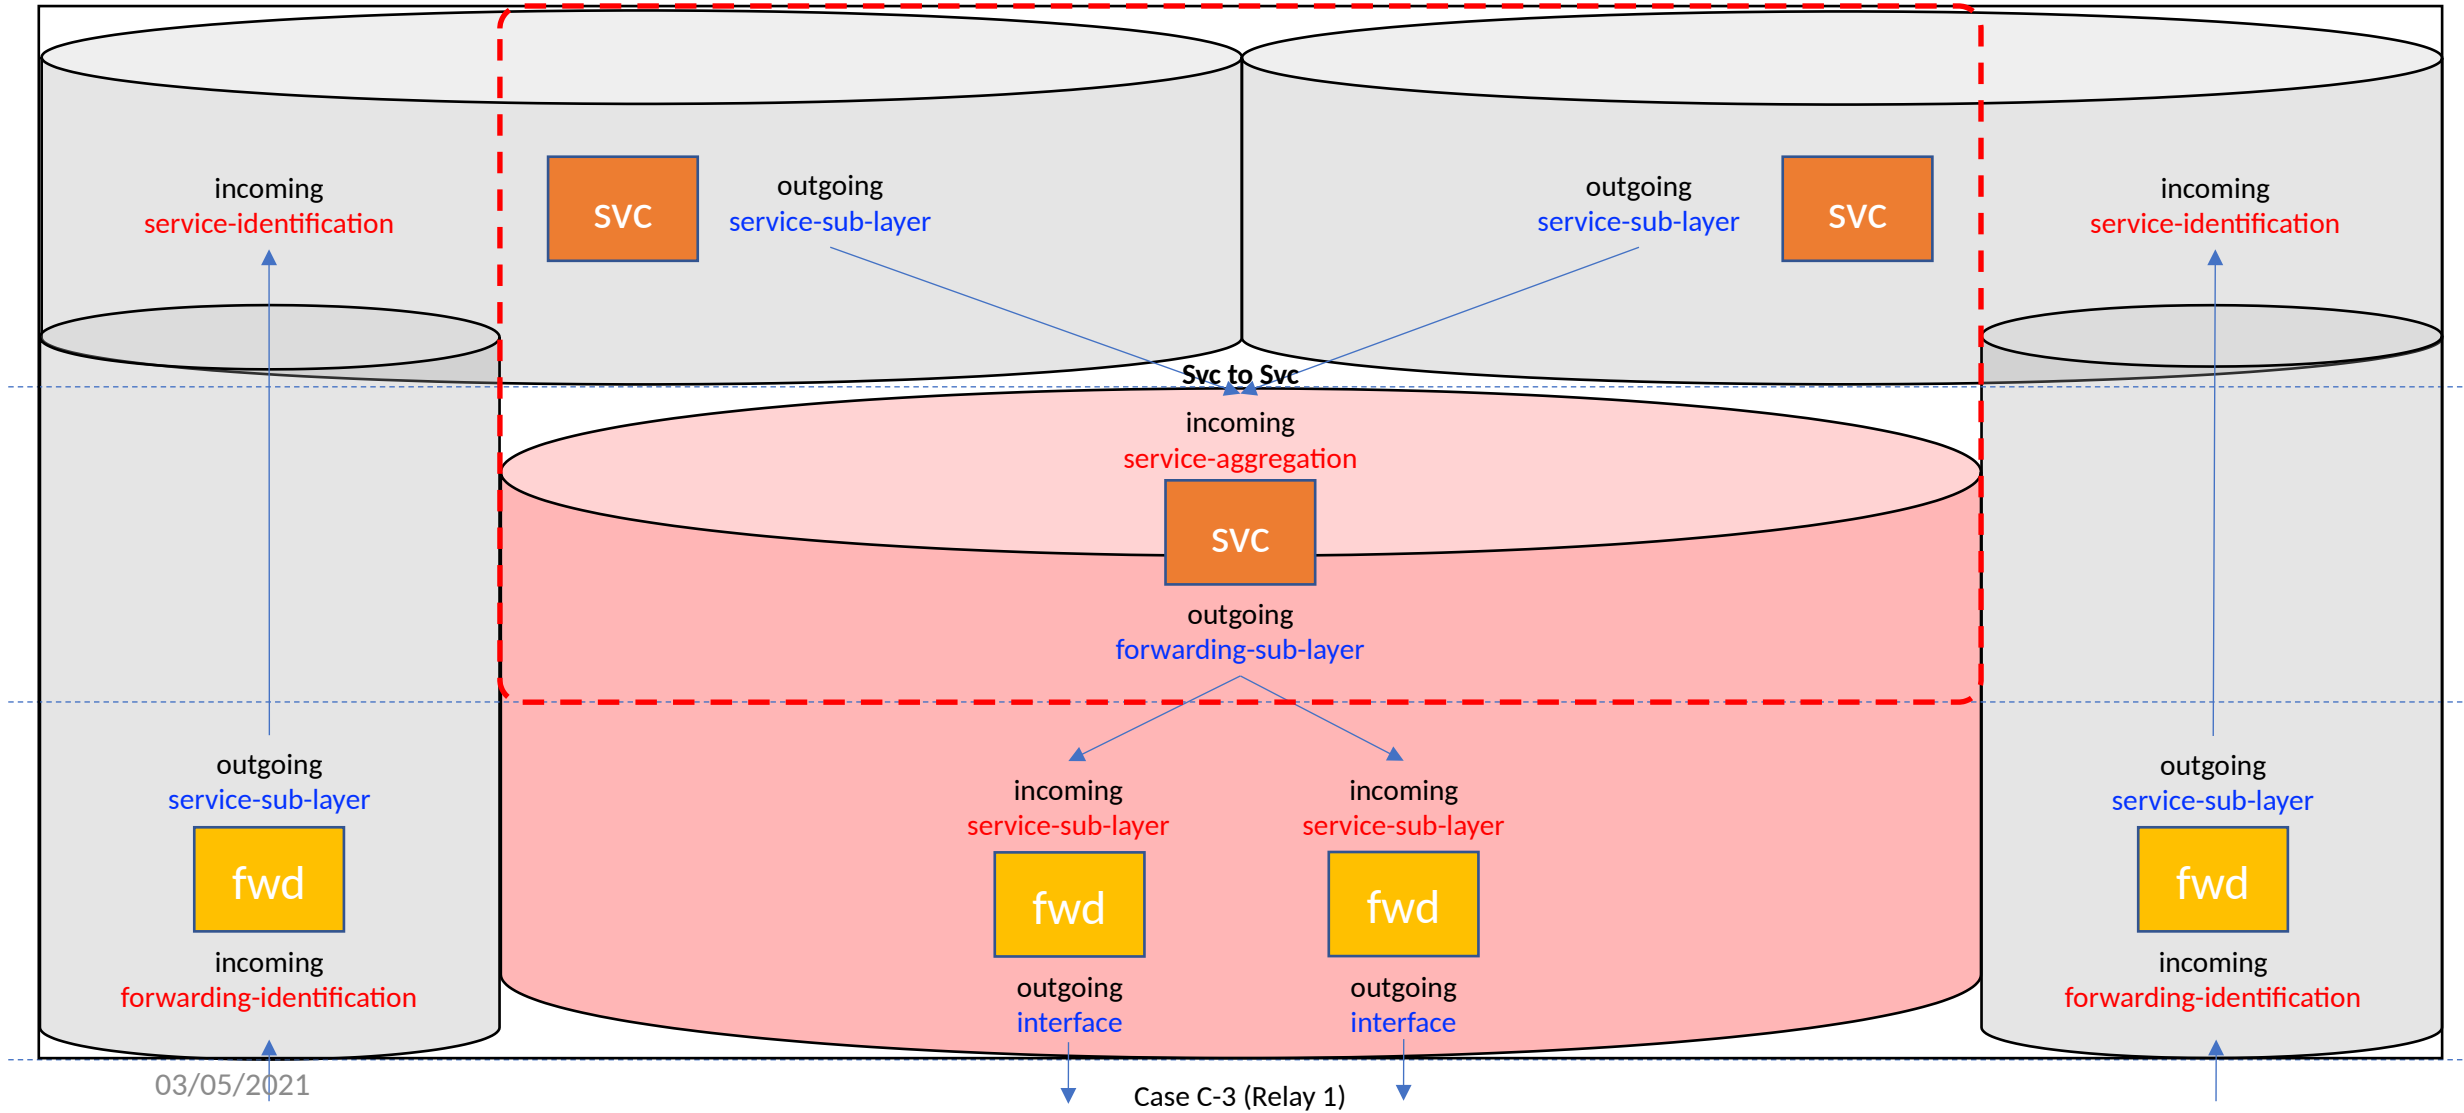 incoming
service-identification
svc
outgoing
service-sub-layer
outgoing
service-sub-layer
svc
incoming
service-identification
Svc to Svc
incoming
service-aggregation
svc
outgoing
forwarding-sub-layer
outgoing
service-sub-layer
fwd
incoming
forwarding-identification
incoming
service-sub-layer
fwd
outgoing
interface
incoming
service-sub-layer
fwd
outgoing
interface
outgoing
service-sub-layer
fwd
incoming
forwarding-identification
03/05/2021
Case C-3 (Relay 1)